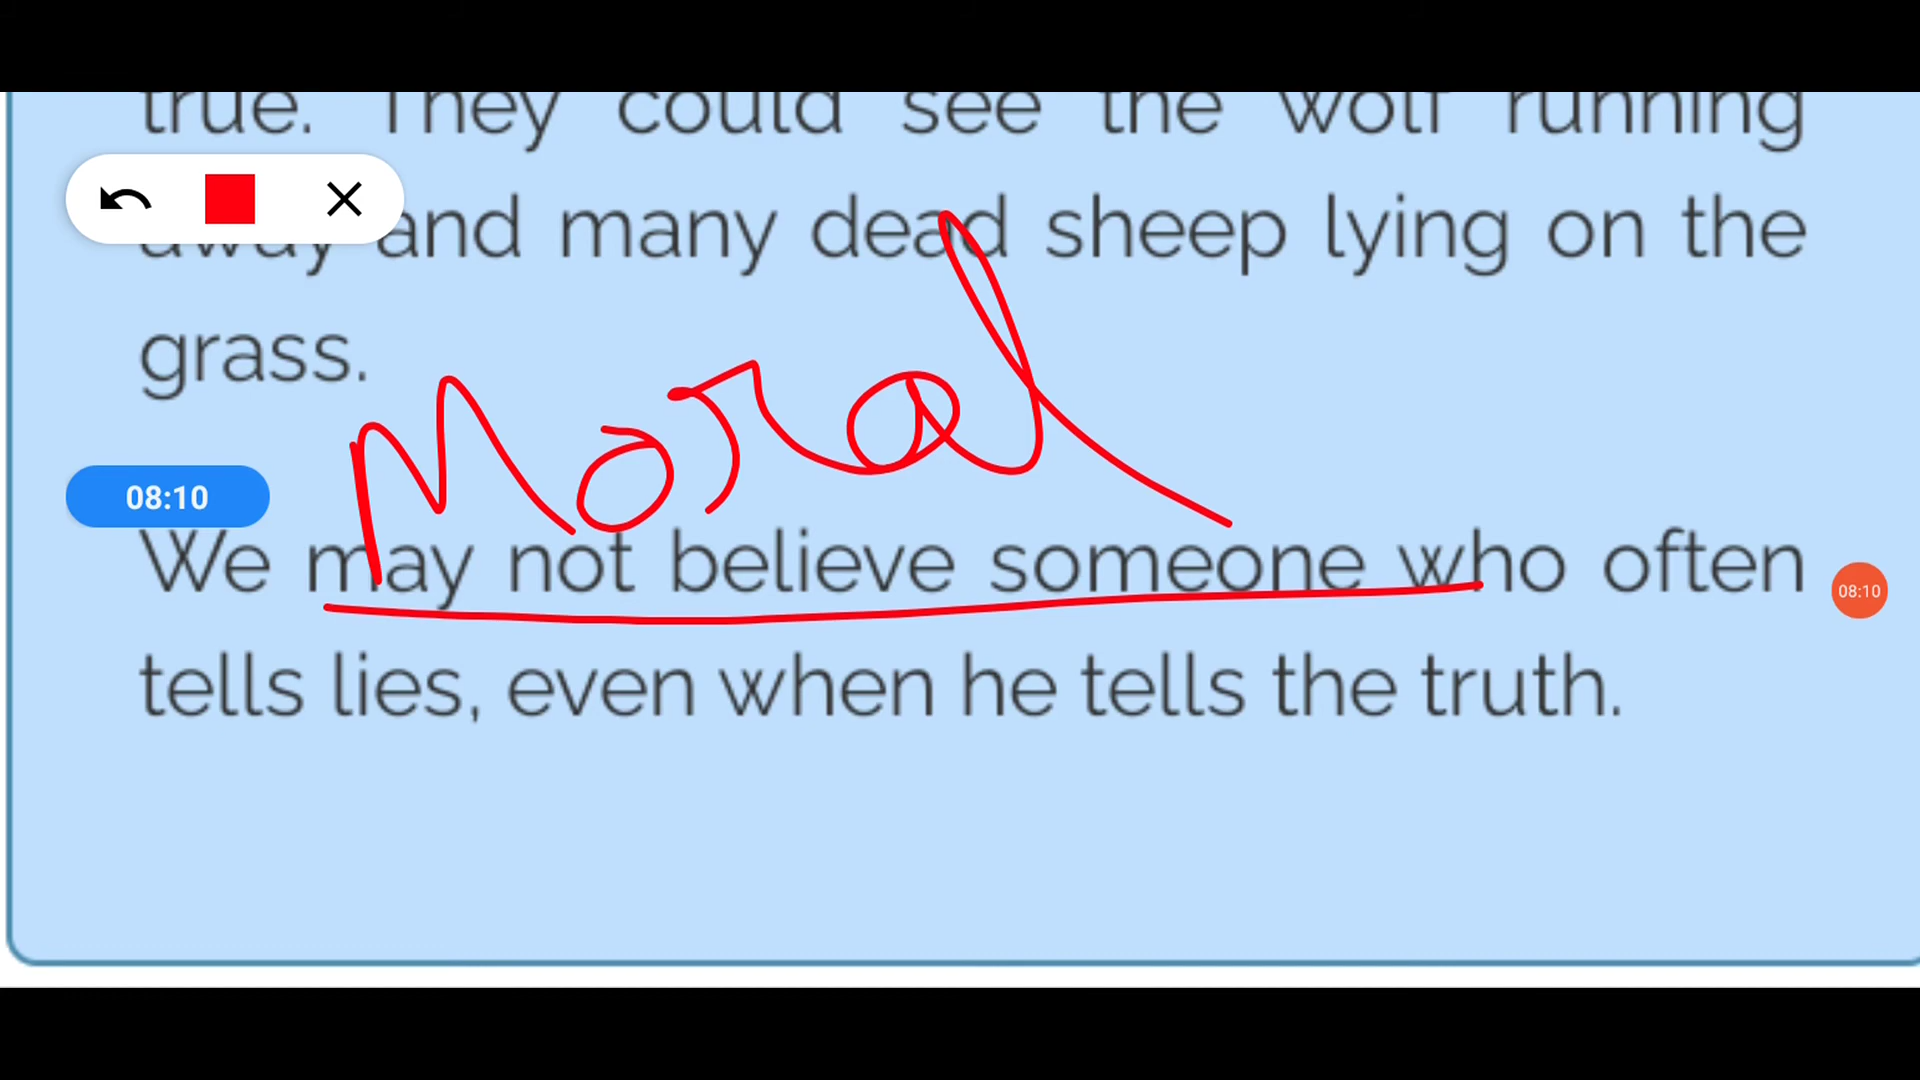 true. They could see the wolf running
away and many dead sheep lying on the
grass.
Moral
08:10
We may not believe someone who often
08:10
tells lies, even when he tells the truth.